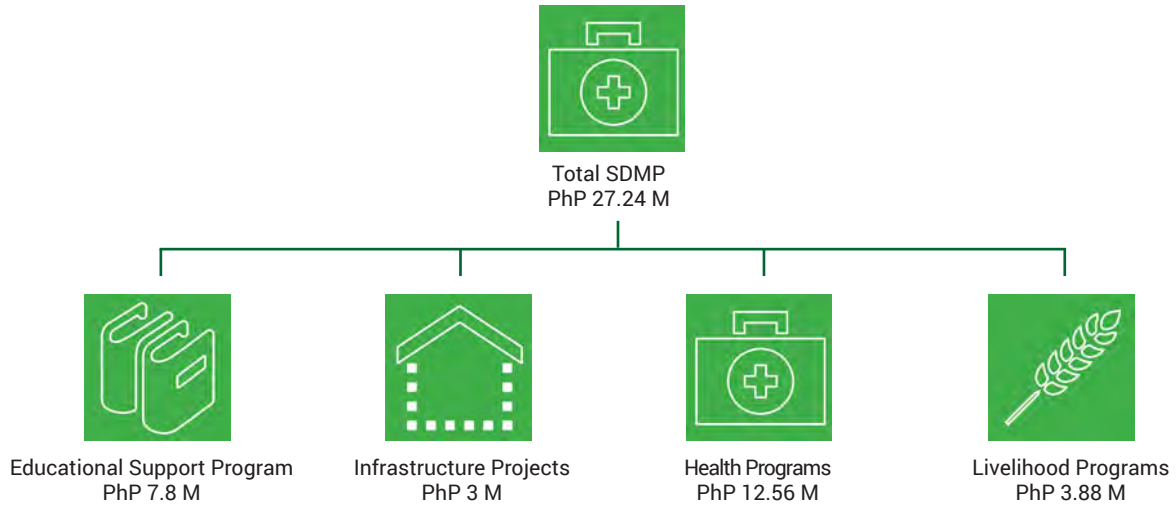 Total SDMP
PhP 27.24 M
Educational Support Program
PhP 7.8 M
Infrastructure Projects
PhP 3 M
Health Programs
PhP 12.56 M
Livelihood Programs
PhP 3.88 M